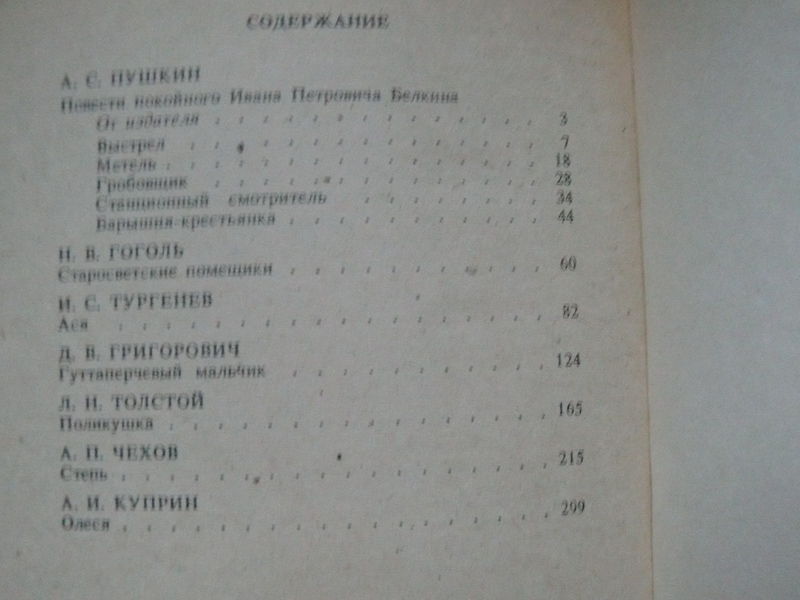 СОДЕРЖАНИЕ
А. С. ПУШКИН
Повести покойного Ивана Петровича Белкина
От издателя . . . . . . . . . . . . . . 3
Выстрел . . . . . . . . . . . . . . . 7
Метель . . . . . . . . . . . . . . . . 18
Гробовщик . . . . . . . . . . . . . . 28
Станционный смотритель . . . . . . . . . 34
Барышня-крестьянка . . . . . . . . . . . 44
Н. В. ГОГОЛЬ
Старосветские помещики . . . . . . . . . . . 60
И. С. ТУРГЕНЕВ
Ася . . . . . . . . . . . . . . . . . . . 82
Д. В. ГРИГОРОВИЧ
Гуттаперчевый мальчик . . . . . . . . . . . 124
Л. Н. ТОЛСТОЙ
Поликушка . . . . . . . . . . . . . . . . 165
А. П. ЧЕХОВ
Степь . . . . . . . . . . . . . . . . . . 215
А. И. КУПРИН
Олеся . . . . . . . . . . . . . . . . . . 299